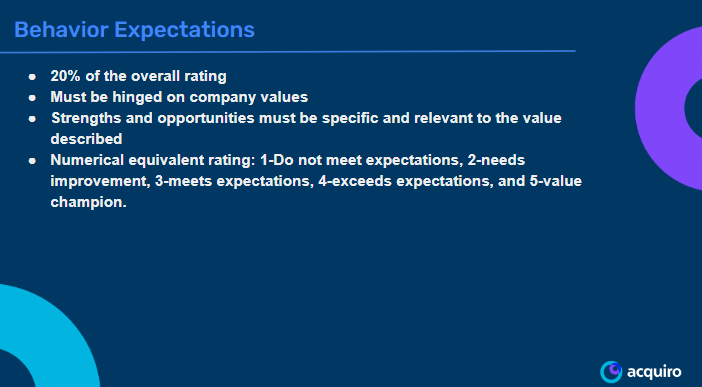 Behavior Expectations
● 20% of the overall rating
● Must be hinged on company values
● Strengths and opportunities must be specific and relevant to the value
described
● Numerical equivalent rating: 1-Do not meet expectations, 2-needs
improvement, 3-meets expectations, 4-exceeds expectations, and 5-value
champion.
acquiro